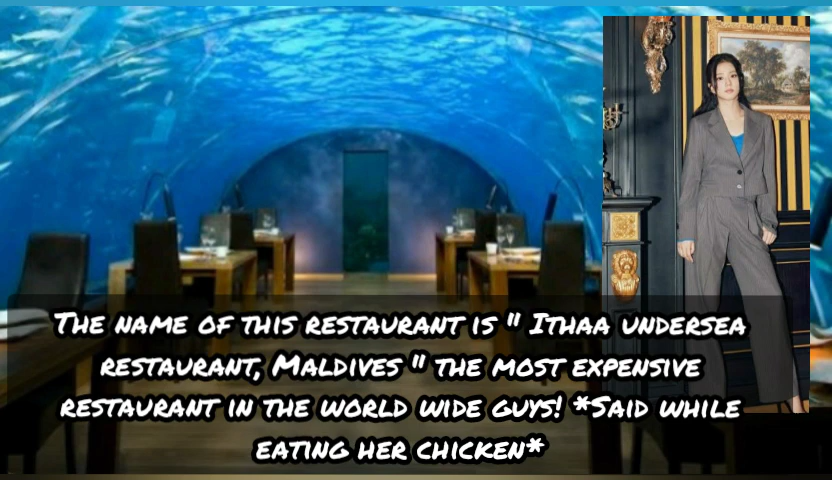 The name of this restaurant is " Ithaa undersea
restaurant, Maldives " the most expensive
restaurant in the world wide guys! *Said while
eating her chicken*